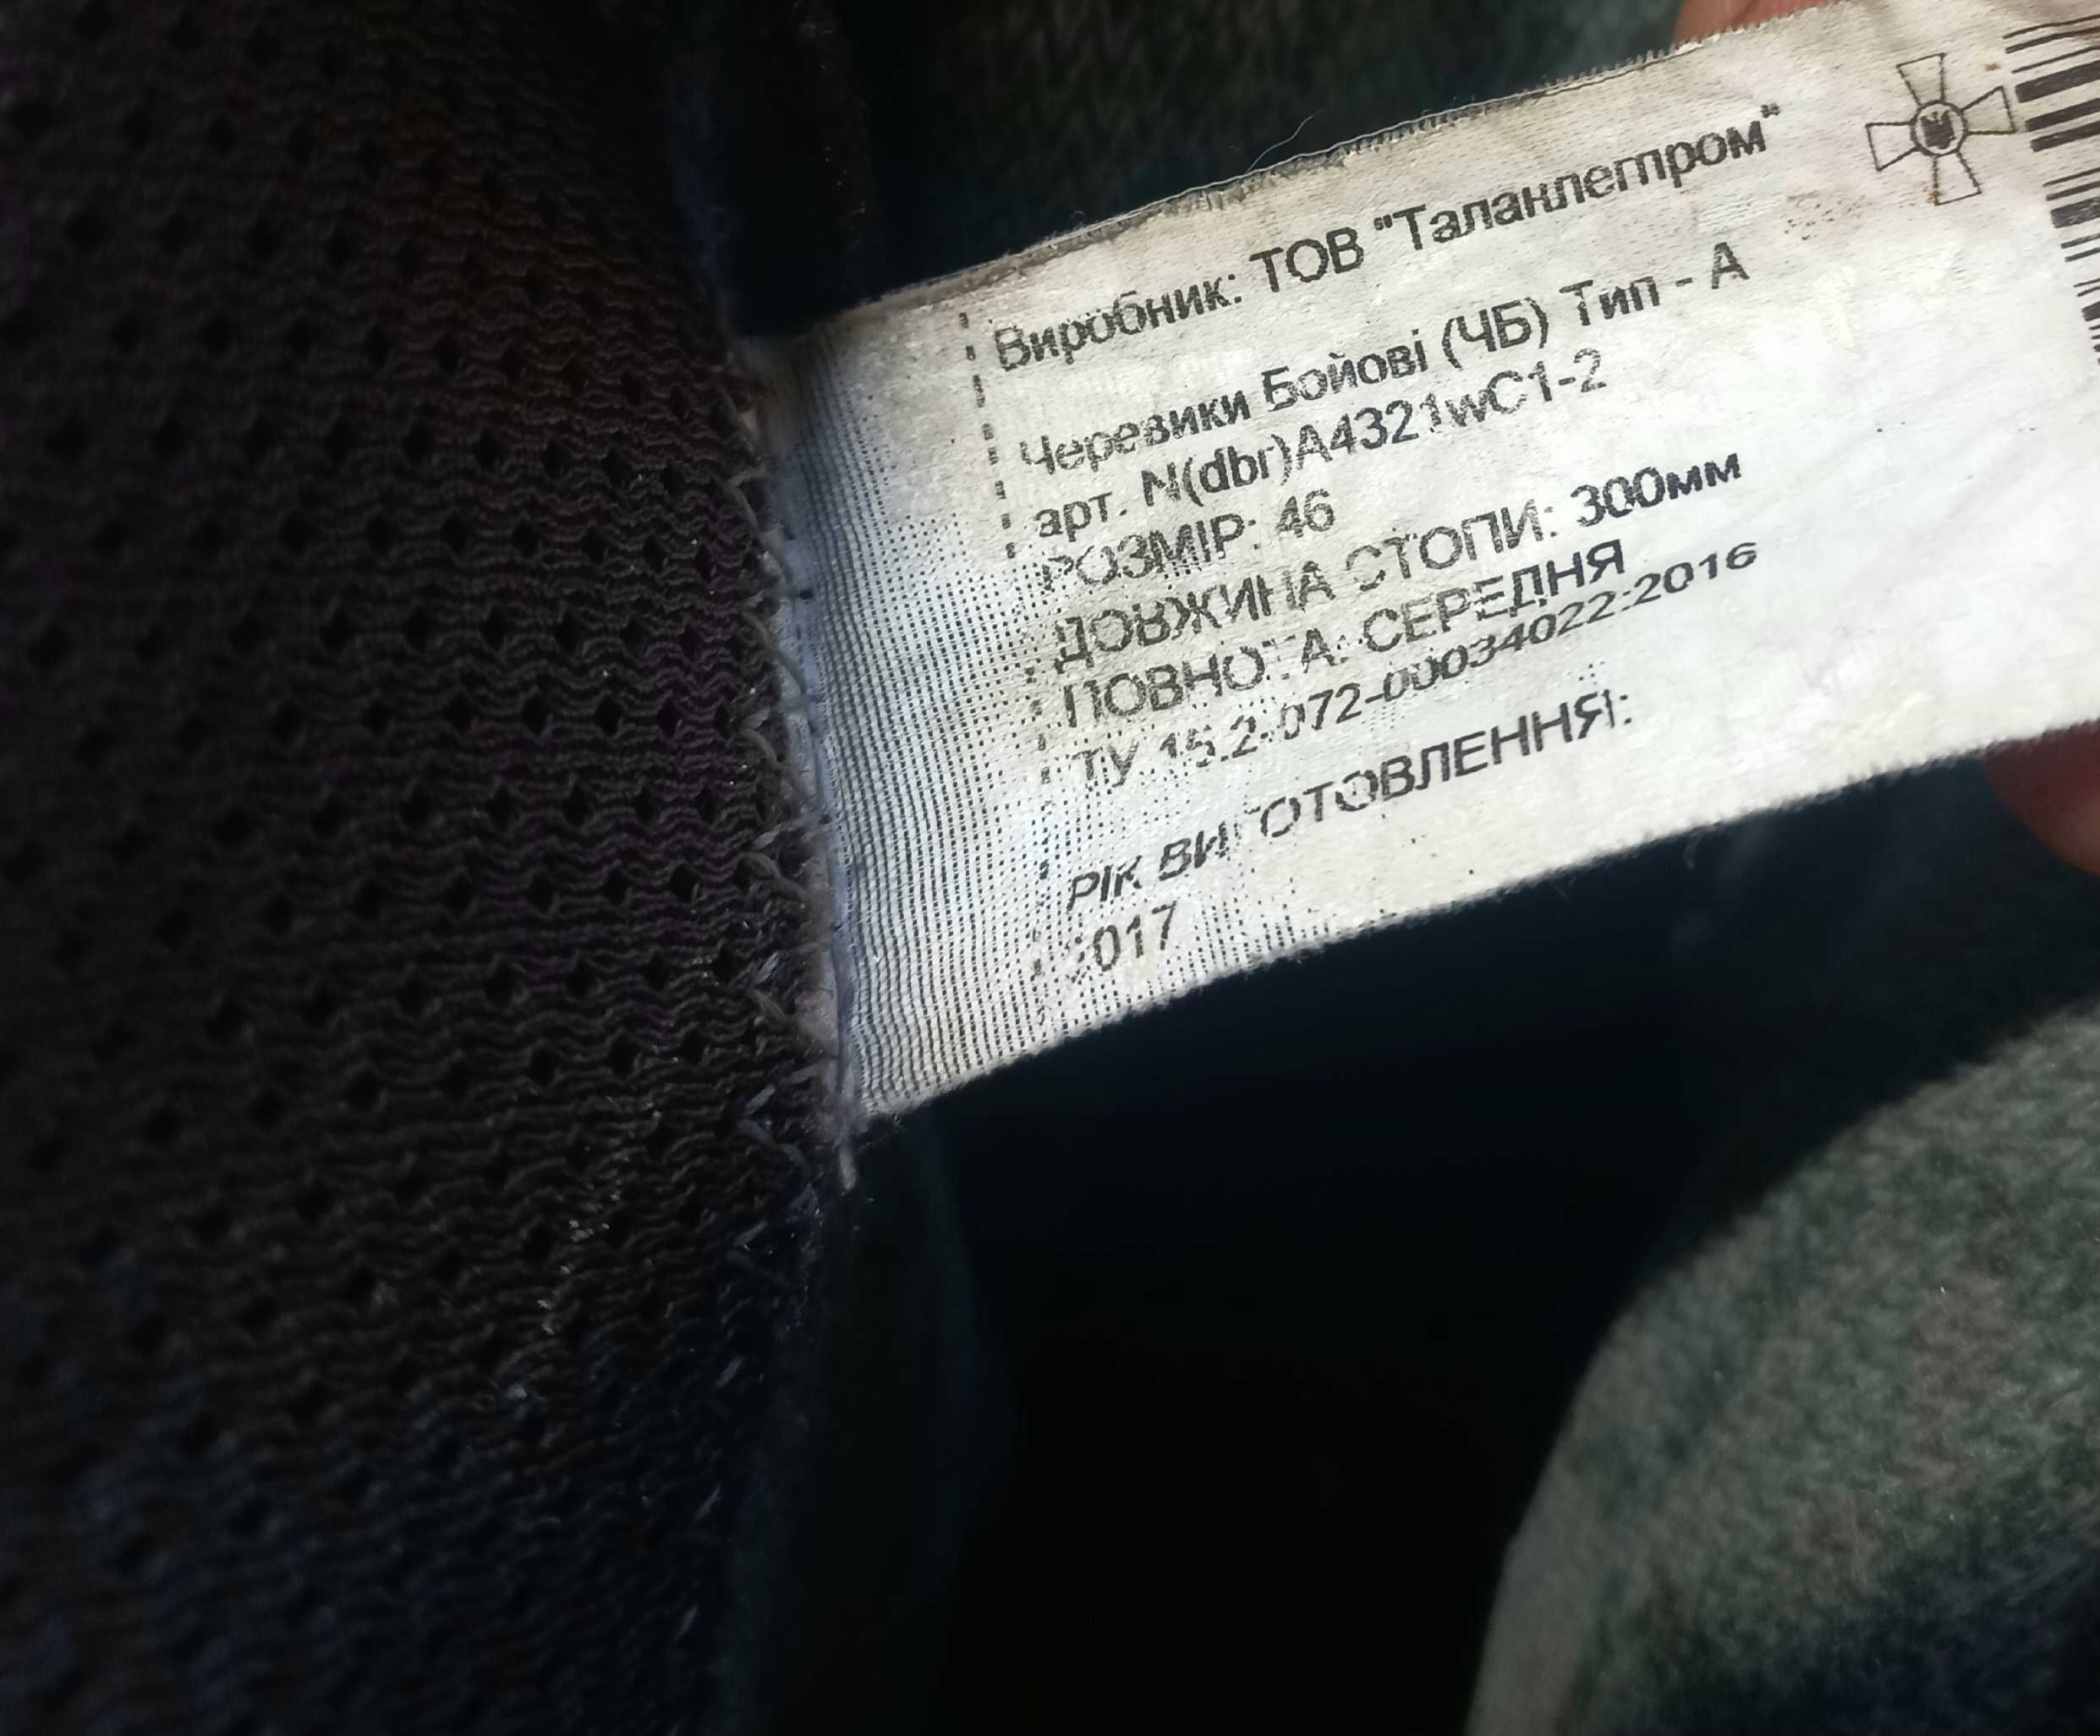 Виробник: ТОВ "Таланлегпром"
Черевики Бойові (ЧБ) Тип - А
арт. N(dbr)A4321wC1-2
РОЗМІР: 46
ДОВЖИНА СТОПИ: 300мм
ПОВНОТА: СЕРЕДНЯ
ТУ 15.2-072-00034022:2016
РІК ВИГОТОВЛЕННЯ:
2017